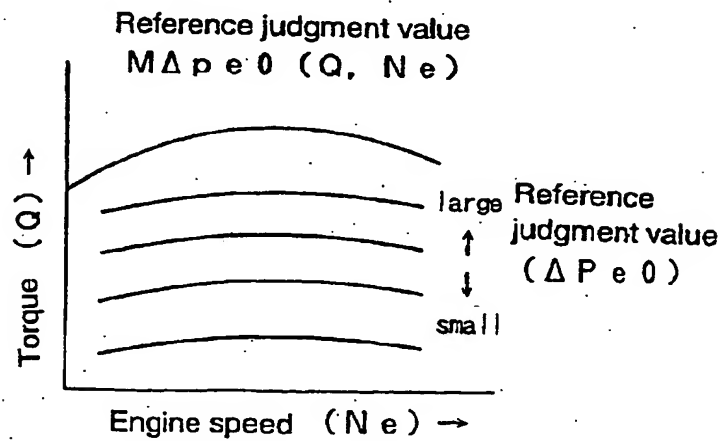 Reference judgment value
MΔpe0 (Q, Ne)
Torque (Q) →
large
↑
↓
small
Reference
judgment value
(ΔPe0)
Engine speed (Ne) →